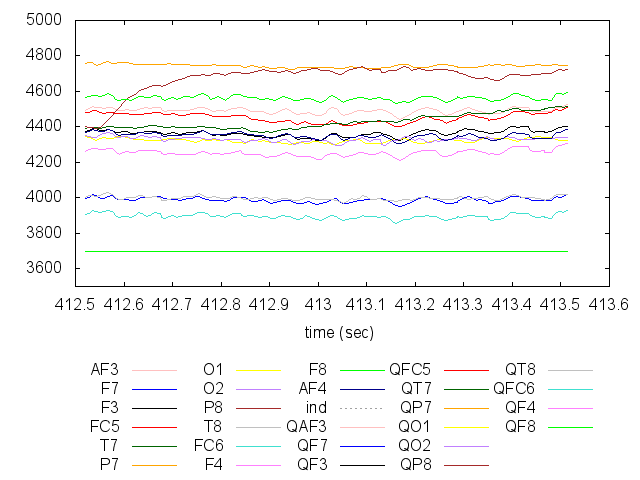 5000
4800
4600
4400
4200
4000
3800
3600
412.5 412.6 412.7 412.8 412.9 413 413.1 413.2 413.3 413.4 413.5 413.6
time (sec)
AF3 O1 F8 QFC5 QT8
F7 O2 AF4 QT7 QFC6
F3 P8 ind QP7 QF4
FC5 T8 QAF3 QO1 QF8
T7 FC6 QF7 QO2
P7 F4 QF3 QP8